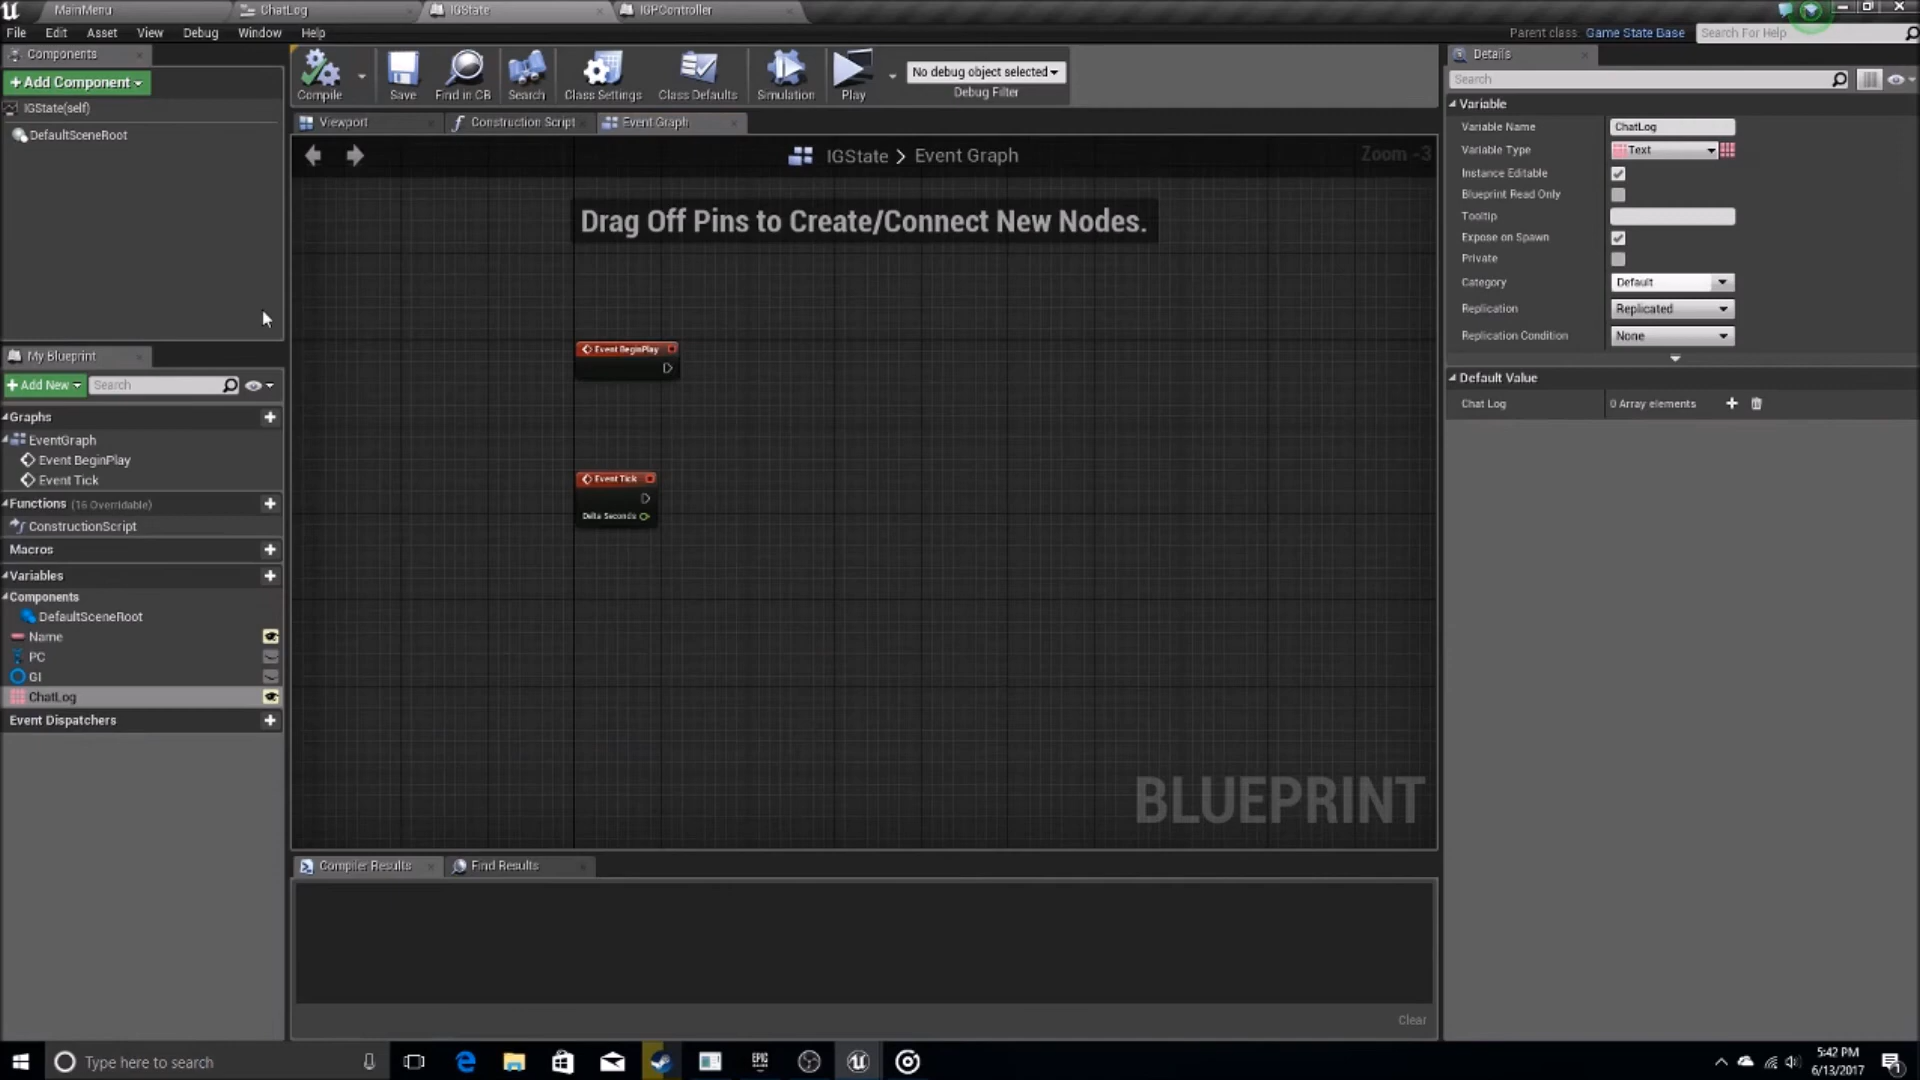 MainMenu
ChatLog
IGState
IGPController
File
Edit
Asset
View
Debug
Window
Help
Parent class: Game State Base
Search For Help
Components
+Add Component
IGState(self)
DefaultSceneRoot
Compile
Save
Find in CB
Search
Class Settings
Class Defaults
Simulation
Play
No debug object selected
Debug Filter
Viewport
Construction Script
Event Graph
IGState > Event Graph
Zoom -3
Drag Off Pins to Create/Connect New Nodes.
Event BeginPlay
Event Tick
Delta Seconds
BLUEPRINT
My Blueprint
+Add New
Search
Graphs
EventGraph
Event BeginPlay
Event Tick
Functions (16 Overridable)
ConstructionScript
Macros
Variables
Components
DefaultSceneRoot
Name
PC
GI
ChatLog
Event Dispatchers
Compiler Results
Find Results
Clear
Details
Search
Variable
Variable Name
ChatLog
Variable Type
Text
Instance Editable
Blueprint Read Only
Tooltip
Expose on Spawn
Private
Category
Default
Replication
Replicated
Replication Condition
None
Default Value
Chat Log
0 Array elements
Type here to search
EPIC
5:42 PM
6/13/2017